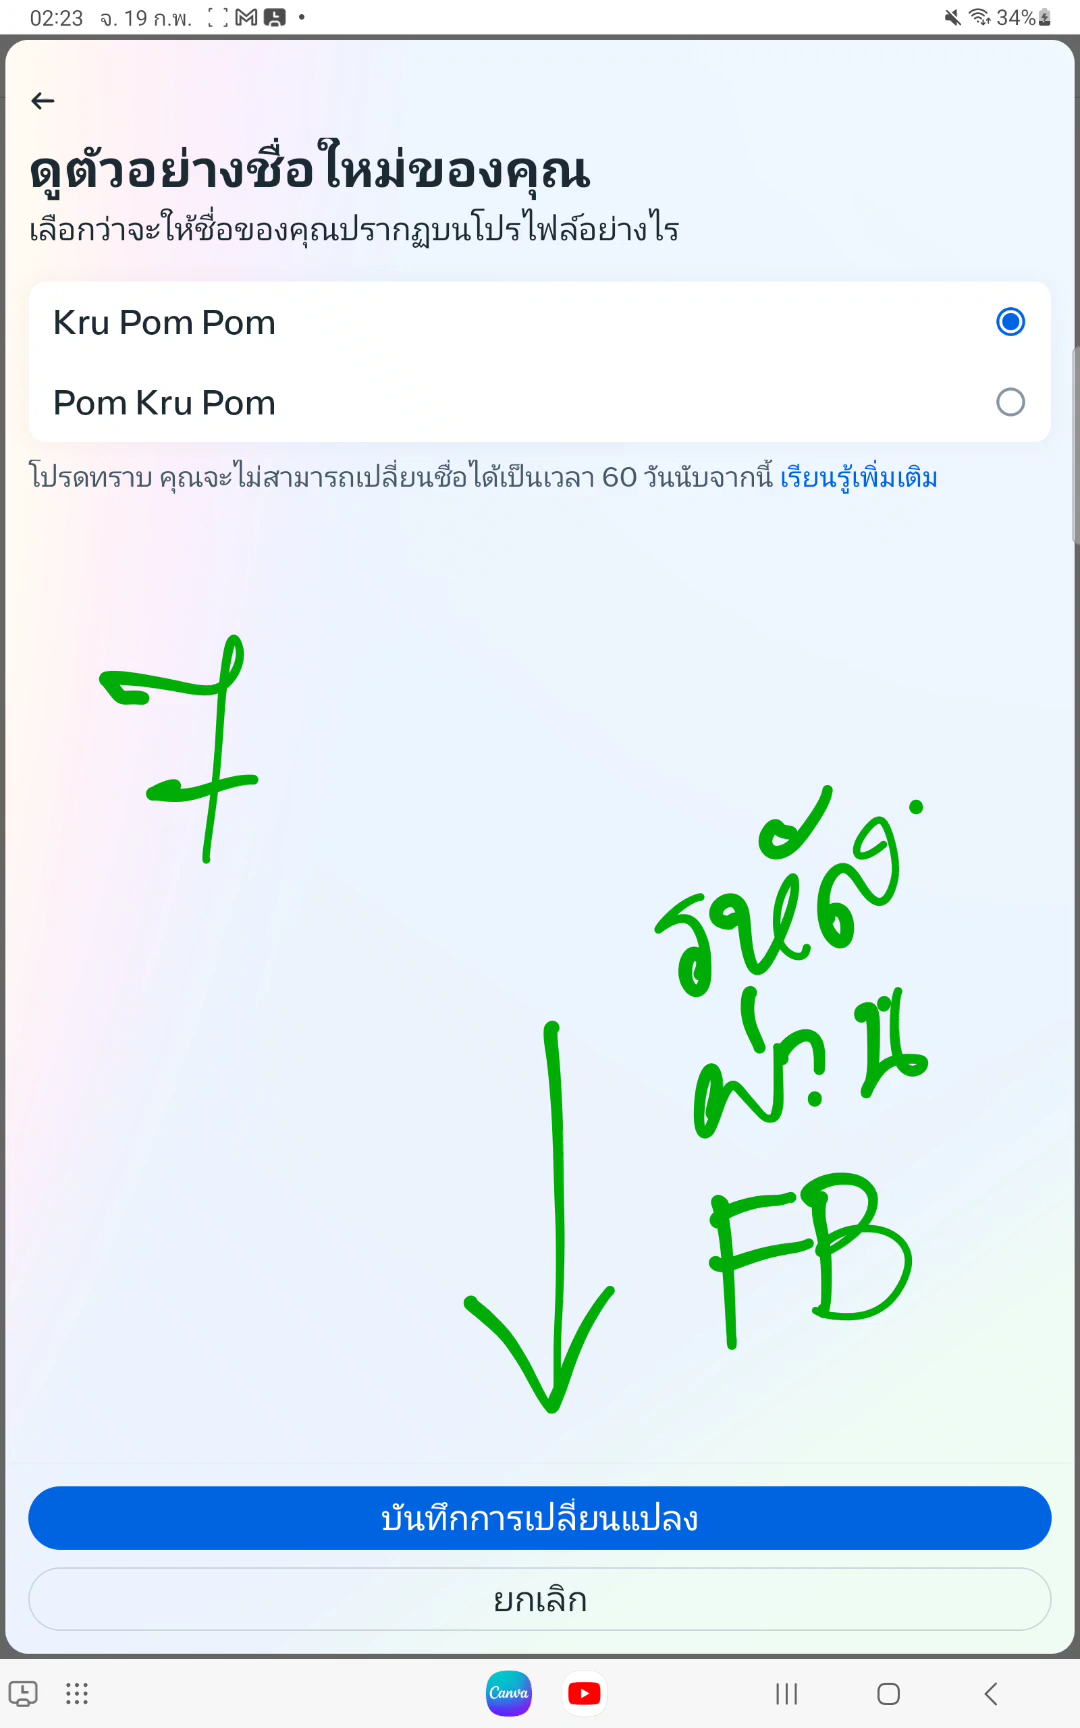 02:23 จ. 19 ก.พ. 34%
ดูตัวอย่างชื่อใหม่ของคุณ
เลือกว่าจะให้ชื่อของคุณปรากฏบนโปรไฟล์อย่างไร
Kru Pom Pom
Pom Kru Pom
โปรดทราบ คุณจะไม่สามารถเปลี่ยนชื่อได้เป็นเวลา 60 วันนับจากนี้ เรียนรู้เพิ่มเติม
7
รหัส
ผ่าน
FB
บันทึกการเปลี่ยนแปลง
ยกเลิก
Canva